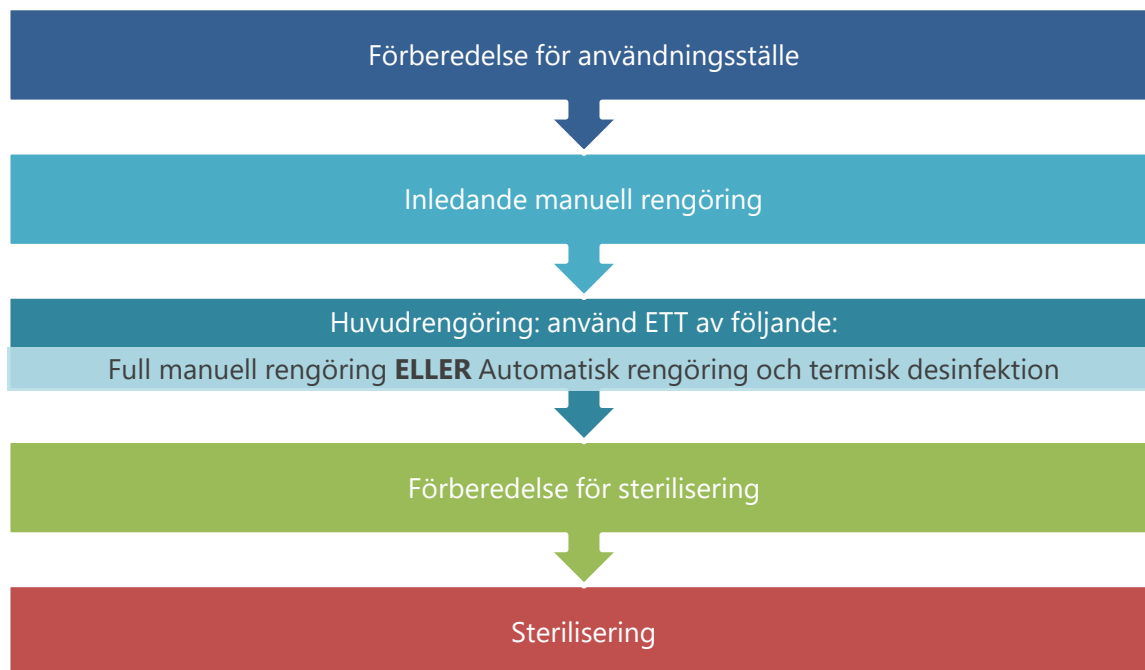 Förberedelse för användningsställe
Inledande manuell rengöring
Huvudrengöring: använd ETT av följande:
Full manuell rengöring ELLER Automatisk rengöring och termisk desinfektion
Förberedelse för sterilisering
Sterilisering